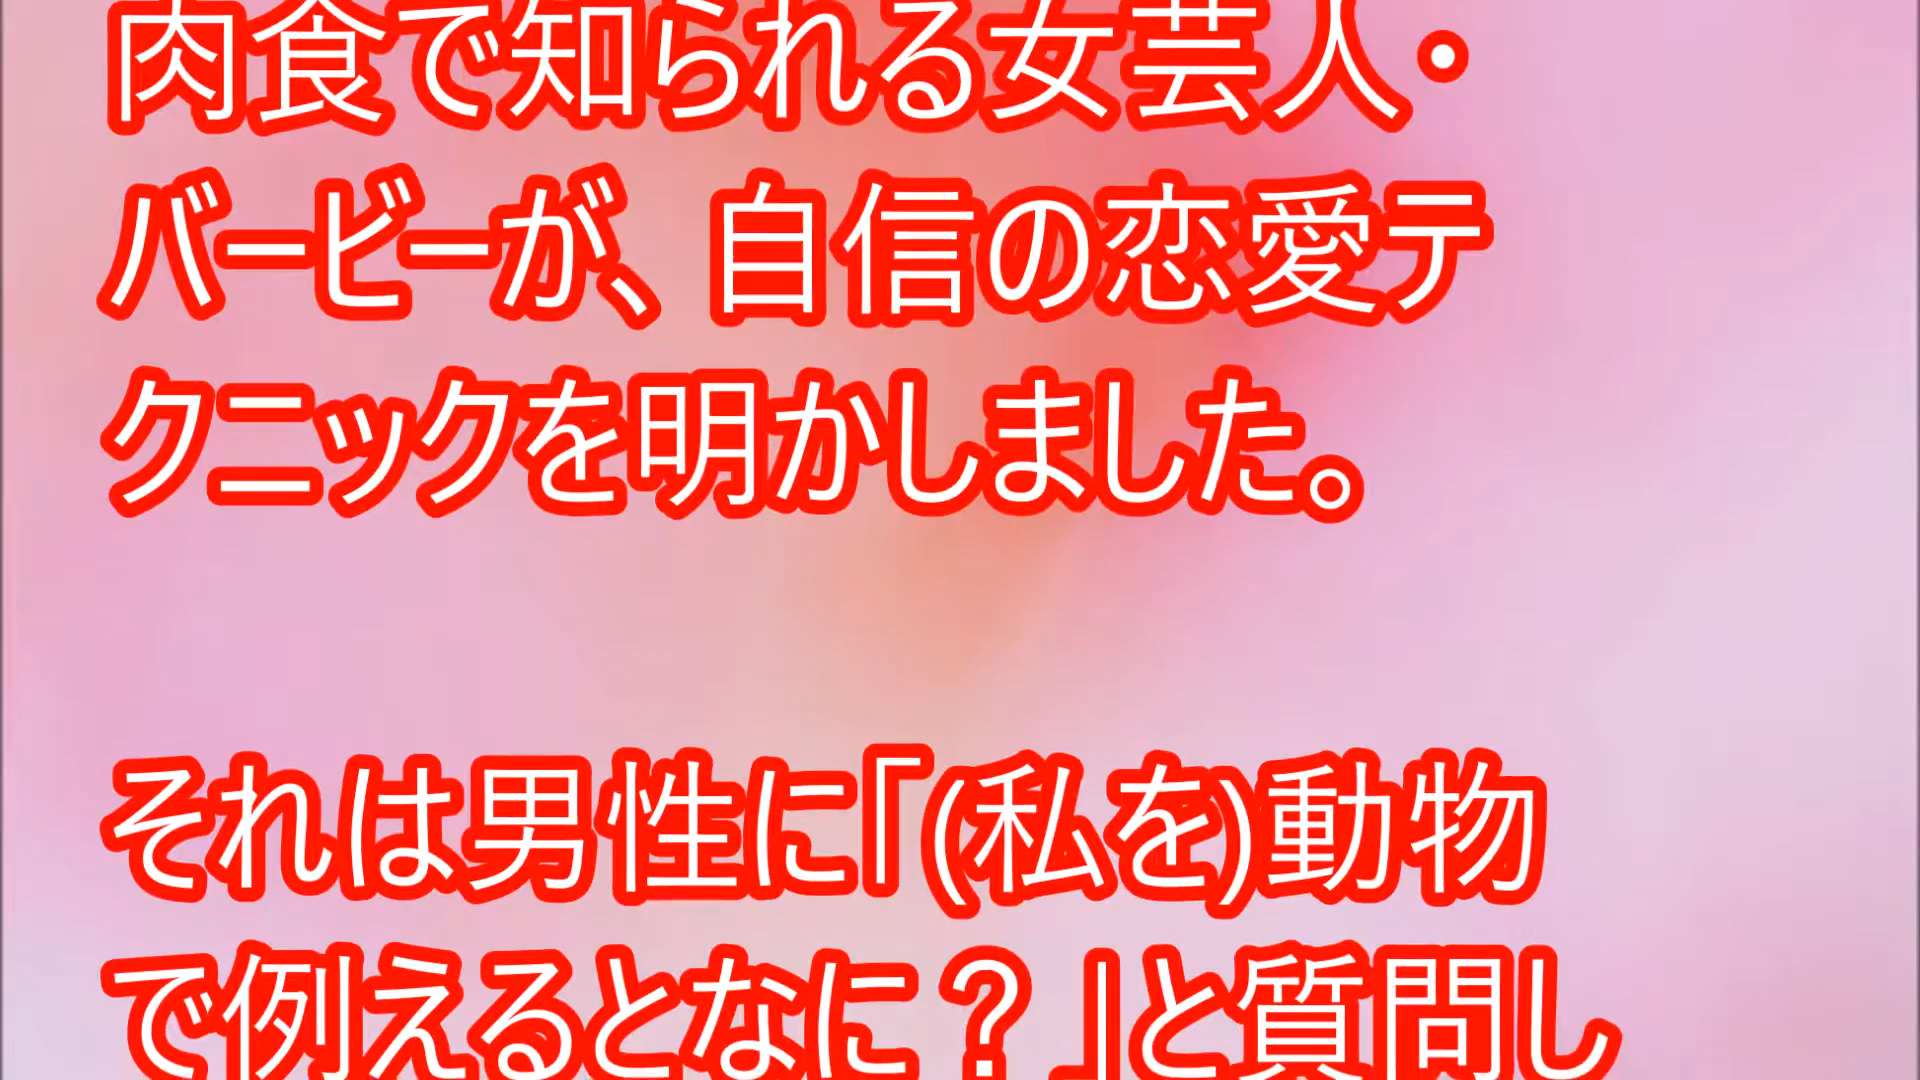 肉食で知られる女芸人・
バービーが、自信の恋愛テ
クニックを明かしました。
それは男性に「(私を)動物
で例えるとなに？」と質問し